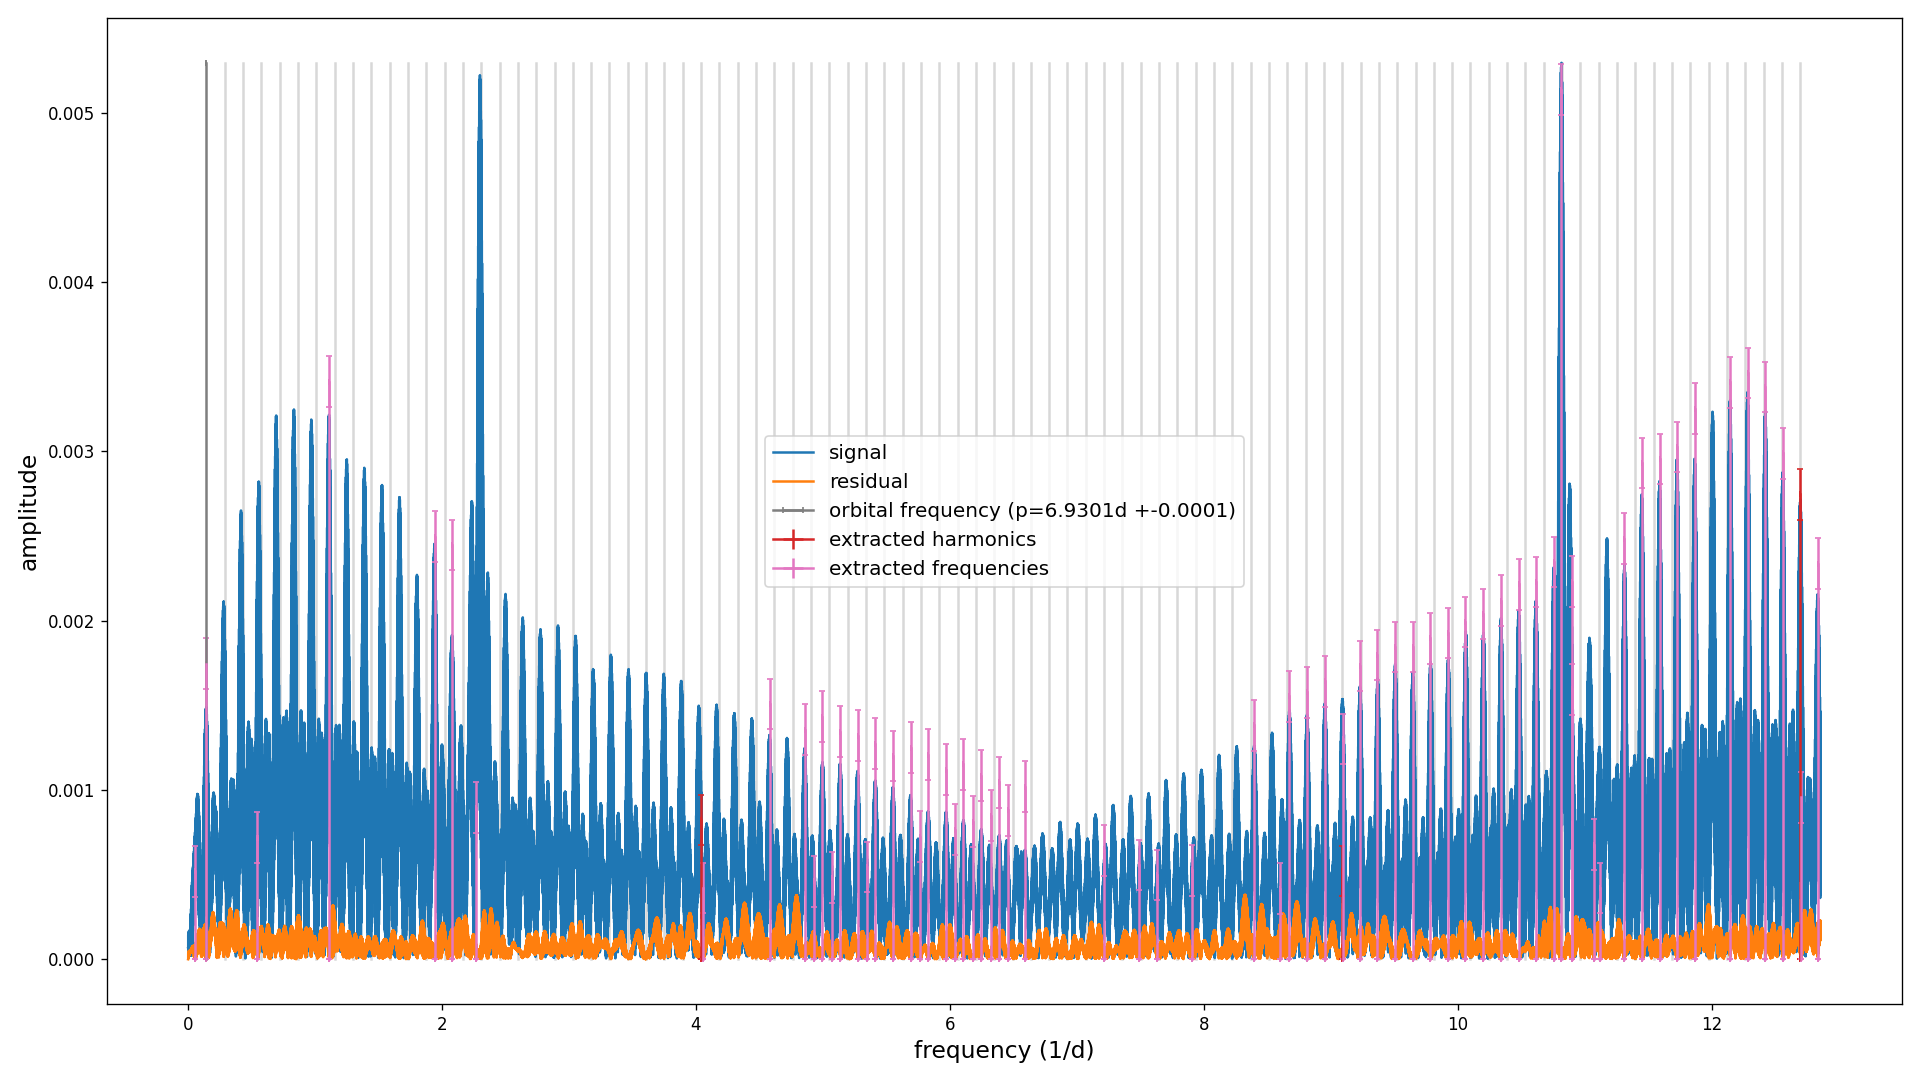 0.005
0.004
0.003
0.002
0.001
0.000
amplitude
signal
residual
orbital frequency (p=6.9301d +-0.0001)
extracted harmonics
extracted frequencies
0 2 4 6 8 10 12
frequency (1/d)